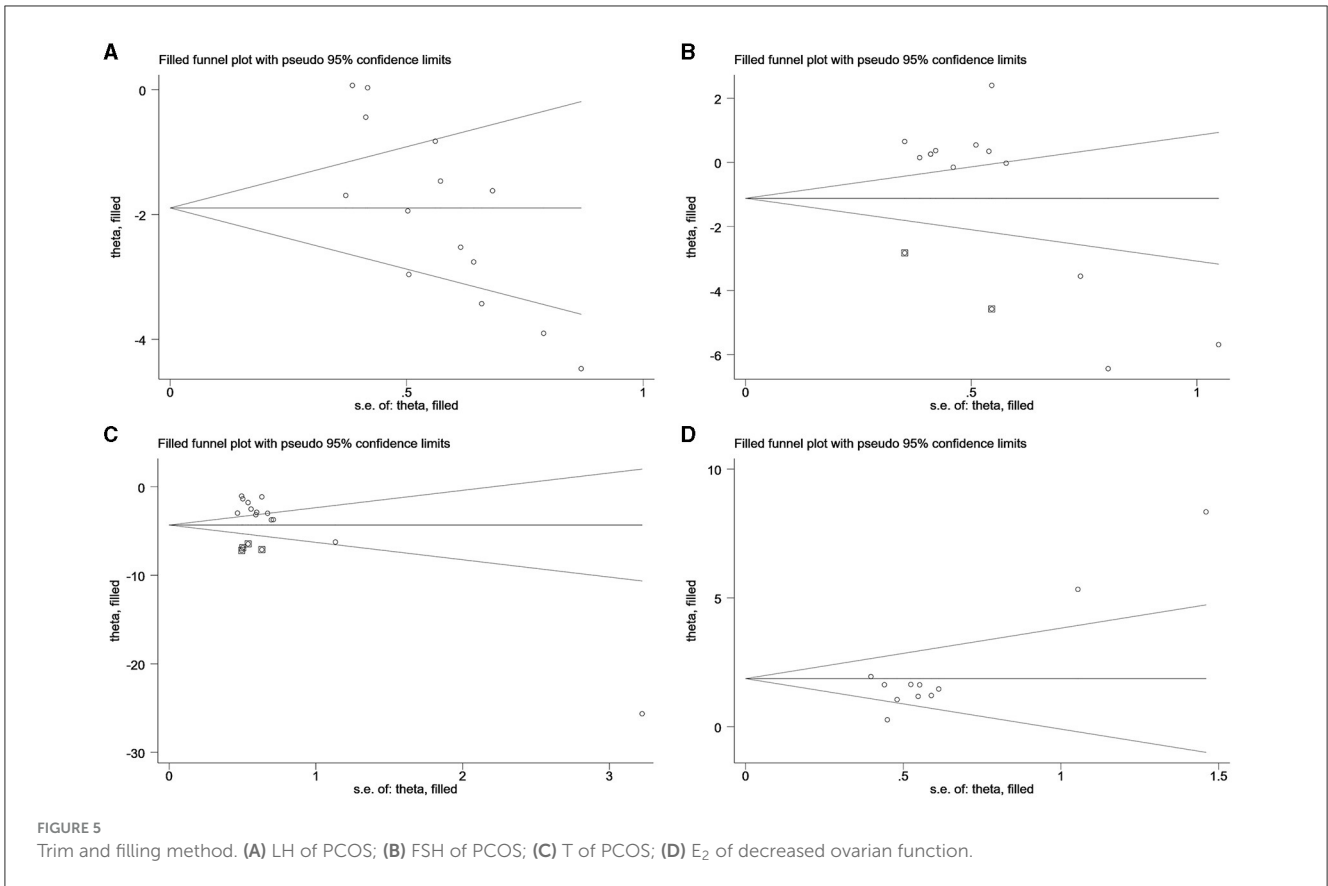 A
Filled funnel plot with pseudo 95% confidence limits
theta, filled
0
-2
-4
0
.5
1
s.e. of: theta, filled
B
Filled funnel plot with pseudo 95% confidence limits
theta, filled
2
0
-2
-4
-6
0
.5
1
s.e. of: theta, filled
C
Filled funnel plot with pseudo 95% confidence limits
theta, filled
0
-10
-20
-30
0
1
2
3
s.e. of: theta, filled
D
Filled funnel plot with pseudo 95% confidence limits
theta, filled
10
5
0
0
.5
1
1.5
s.e. of: theta, filled
FIGURE 5
Trim and filling method. (A) LH of PCOS; (B) FSH of PCOS; (C) T of PCOS; (D) E₂ of decreased ovarian function.